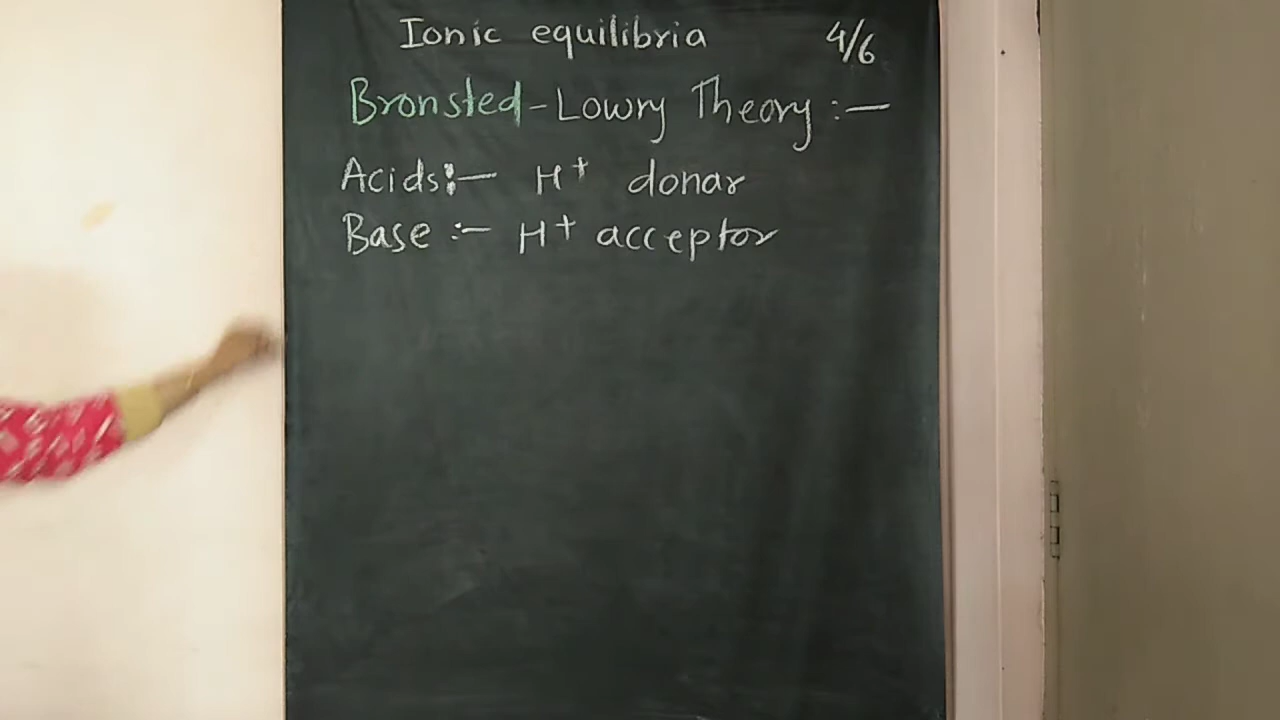 Ionic equilibria 4/6
Bronsted-Lowry Theory :-
Acids:- H⁺ donar
Base :- H⁺ acceptor